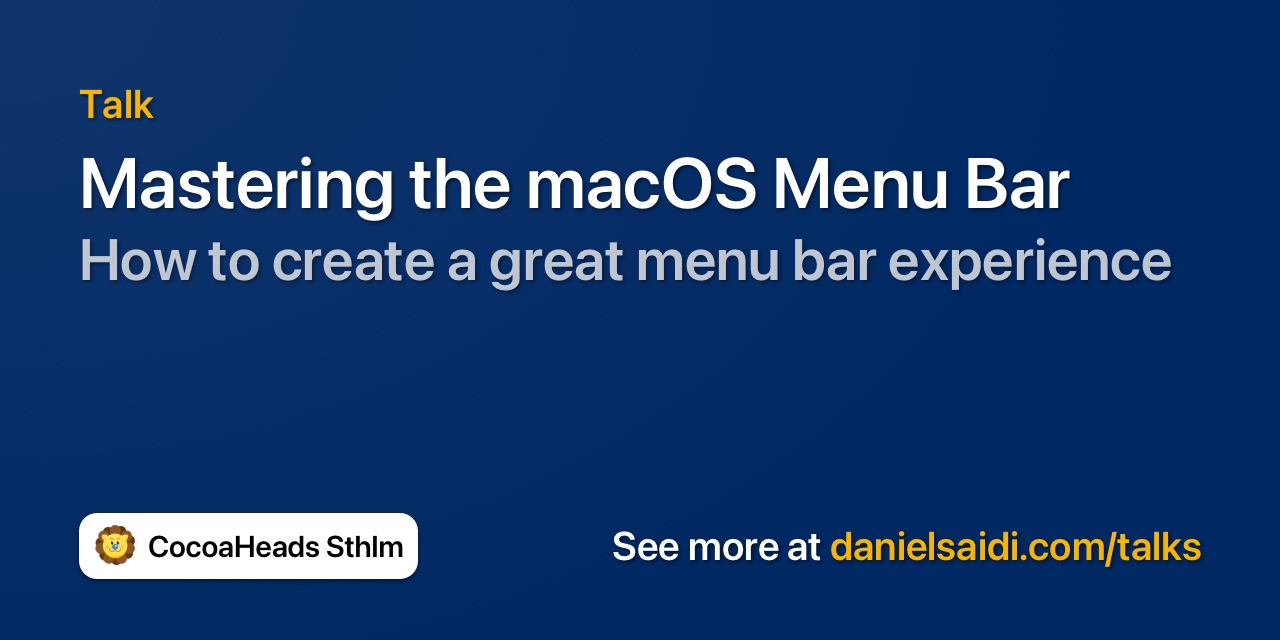 Talk
Mastering the macOS Menu Bar
How to create a great menu bar experience
CocoaHeads Sthlm
See more at danielsaidi.com/talks